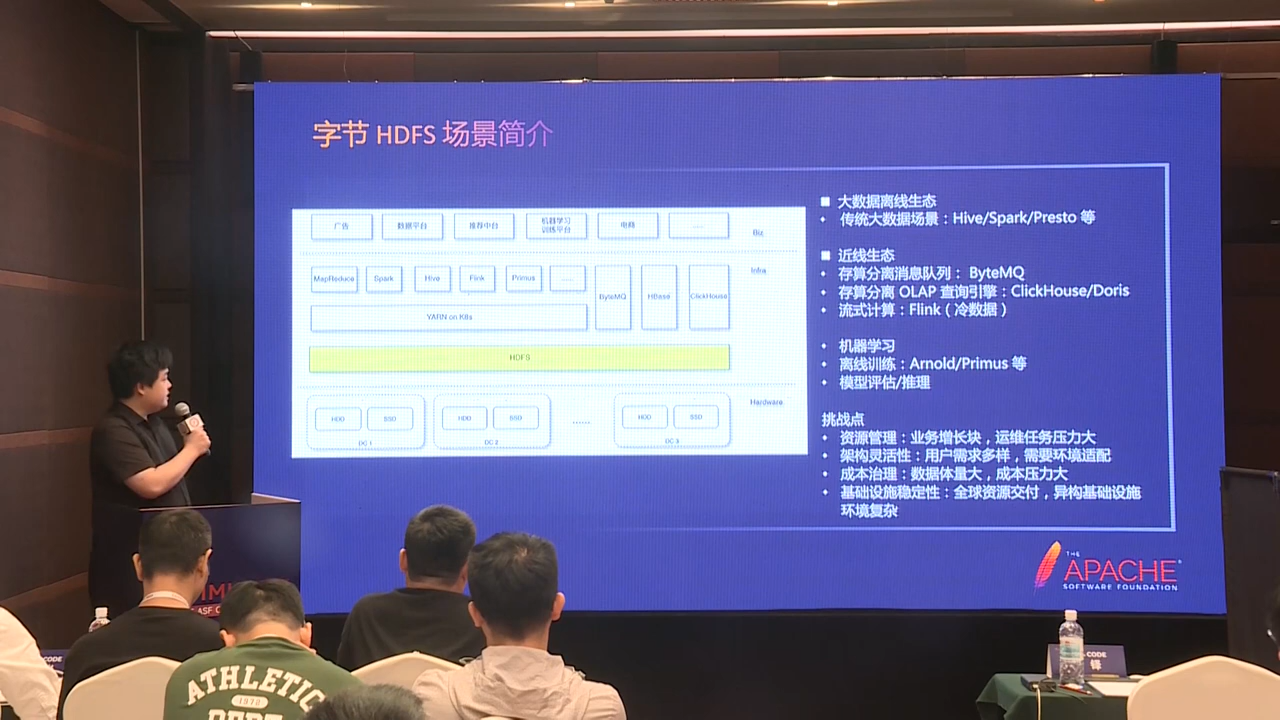 字节 HDFS 场景简介
广告
数据平台
推荐中台
机器学习
训练平台
电商
......
Biz
MapReduce
Spark
Hive
Flink
Primus
......
ByteMQ
HBase
ClickHouse
Infra
YARN on K8s
HDFS
HDD
SSD
DC 1
HDD
SSD
DC 2
......
HDD
SSD
DC 3
Hardware
■ 大数据离线生态
• 传统大数据场景：Hive/Spark/Presto 等
■ 近线生态
• 存算分离消息队列： ByteMQ
• 存算分离 OLAP 查询引擎：ClickHouse/Doris
• 流式计算：Flink（冷数据）
• 机器学习
• 离线训练：Arnold/Primus 等
• 模型评估/推理
挑战点
• 资源管理：业务增长块，运维任务压力大
• 架构灵活性：用户需求多样，需要环境适配
• 成本治理：数据体量大，成本压力大
• 基础设施稳定性：全球资源交付，异构基础设施
环境复杂
THE
APACHE
SOFTWARE FOUNDATION
ATHLETIC
1970
DEPT
CODE
CODE
铎